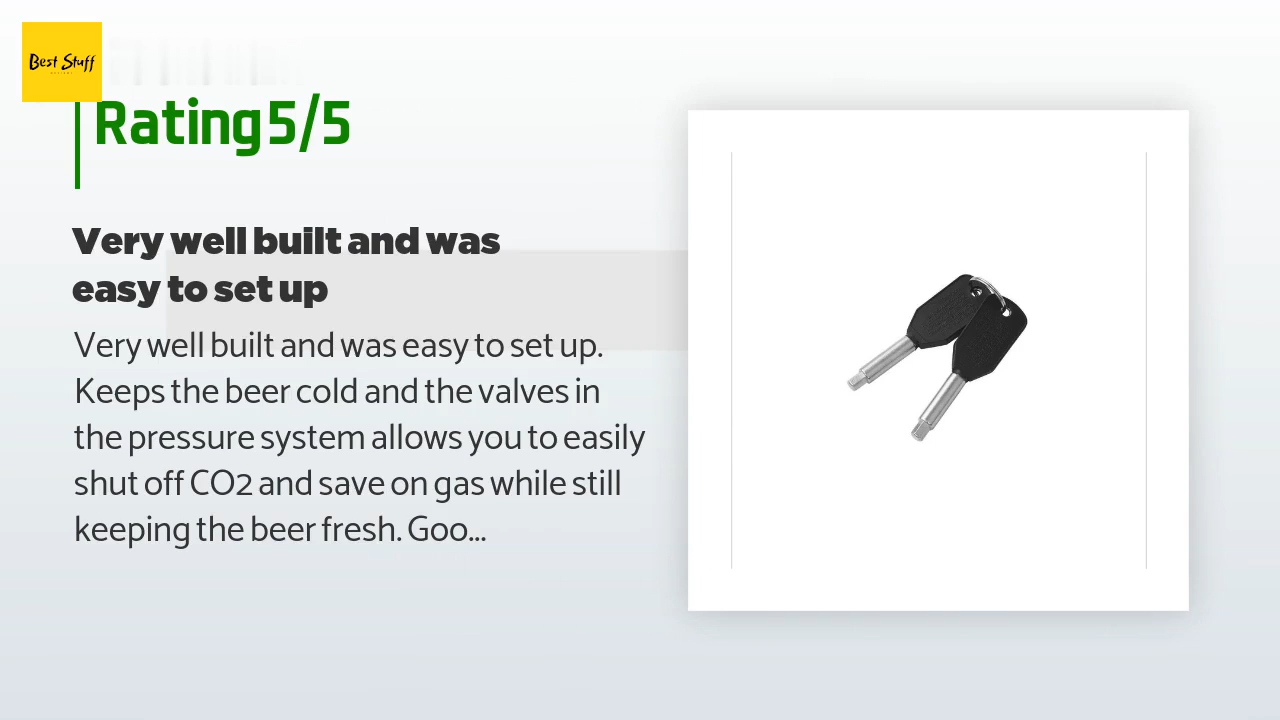 Best Stuff
Rating 5/5
Very well built and was
easy to set up
Very well built and was easy to set up.
Keeps the beer cold and the valves in
the pressure system allows you to easily
shut off CO2 and save on gas while still
keeping the beer fresh. Goo...